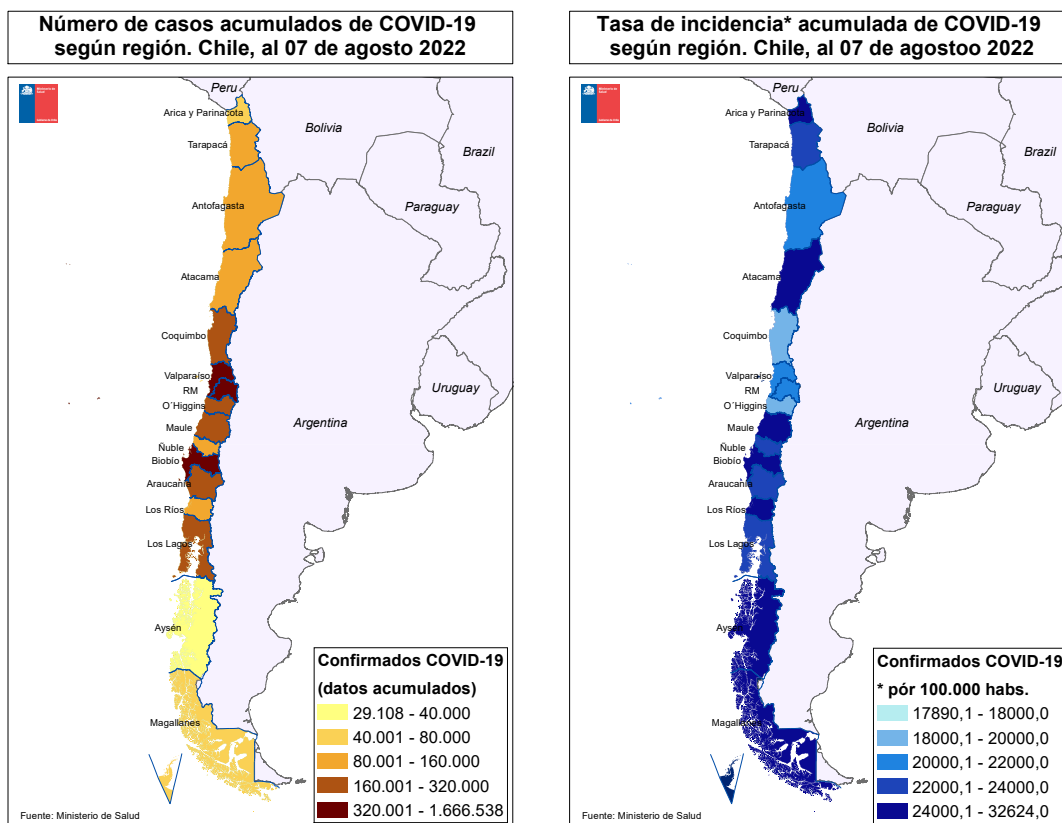 Número de casos acumulados de COVID-19
según región. Chile, al 07 de agosto 2022
Peru
Arica y Parinacota
Bolivia
Tarapacá
Brazil
Antofagasta
Paraguay
Atacama
Coquimbo
Valparaíso
RM
Uruguay
O´Higgins
Argentina
Maule
Ñuble
Biobío
Araucanía
Los Ríos
Los Lagos
Aysén
Magallanes
Confirmados COVID-19
(datos acumulados)
29.108 - 40.000
40.001 - 80.000
80.001 - 160.000
160.001 - 320.000
320.001 - 1.666.538
Fuente: Ministerio de Salud
Tasa de incidencia* acumulada de COVID-19
según región. Chile, al 07 de agostoo 2022
Peru
Arica y Parinacota
Bolivia
Tarapacá
Brazil
Antofagasta
Paraguay
Atacama
Coquimbo
Valparaíso
RM
Uruguay
O´Higgins
Argentina
Maule
Ñuble
Biobío
Araucanía
Los Ríos
Los Lagos
Aysén
Magallanes
Confirmados COVID-19
* pór 100.000 habs.
17890,1 - 18000,0
18000,1 - 20000,0
20000,1 - 22000,0
22000,1 - 24000,0
24000,1 - 32624,0
Fuente: Ministerio de Salud